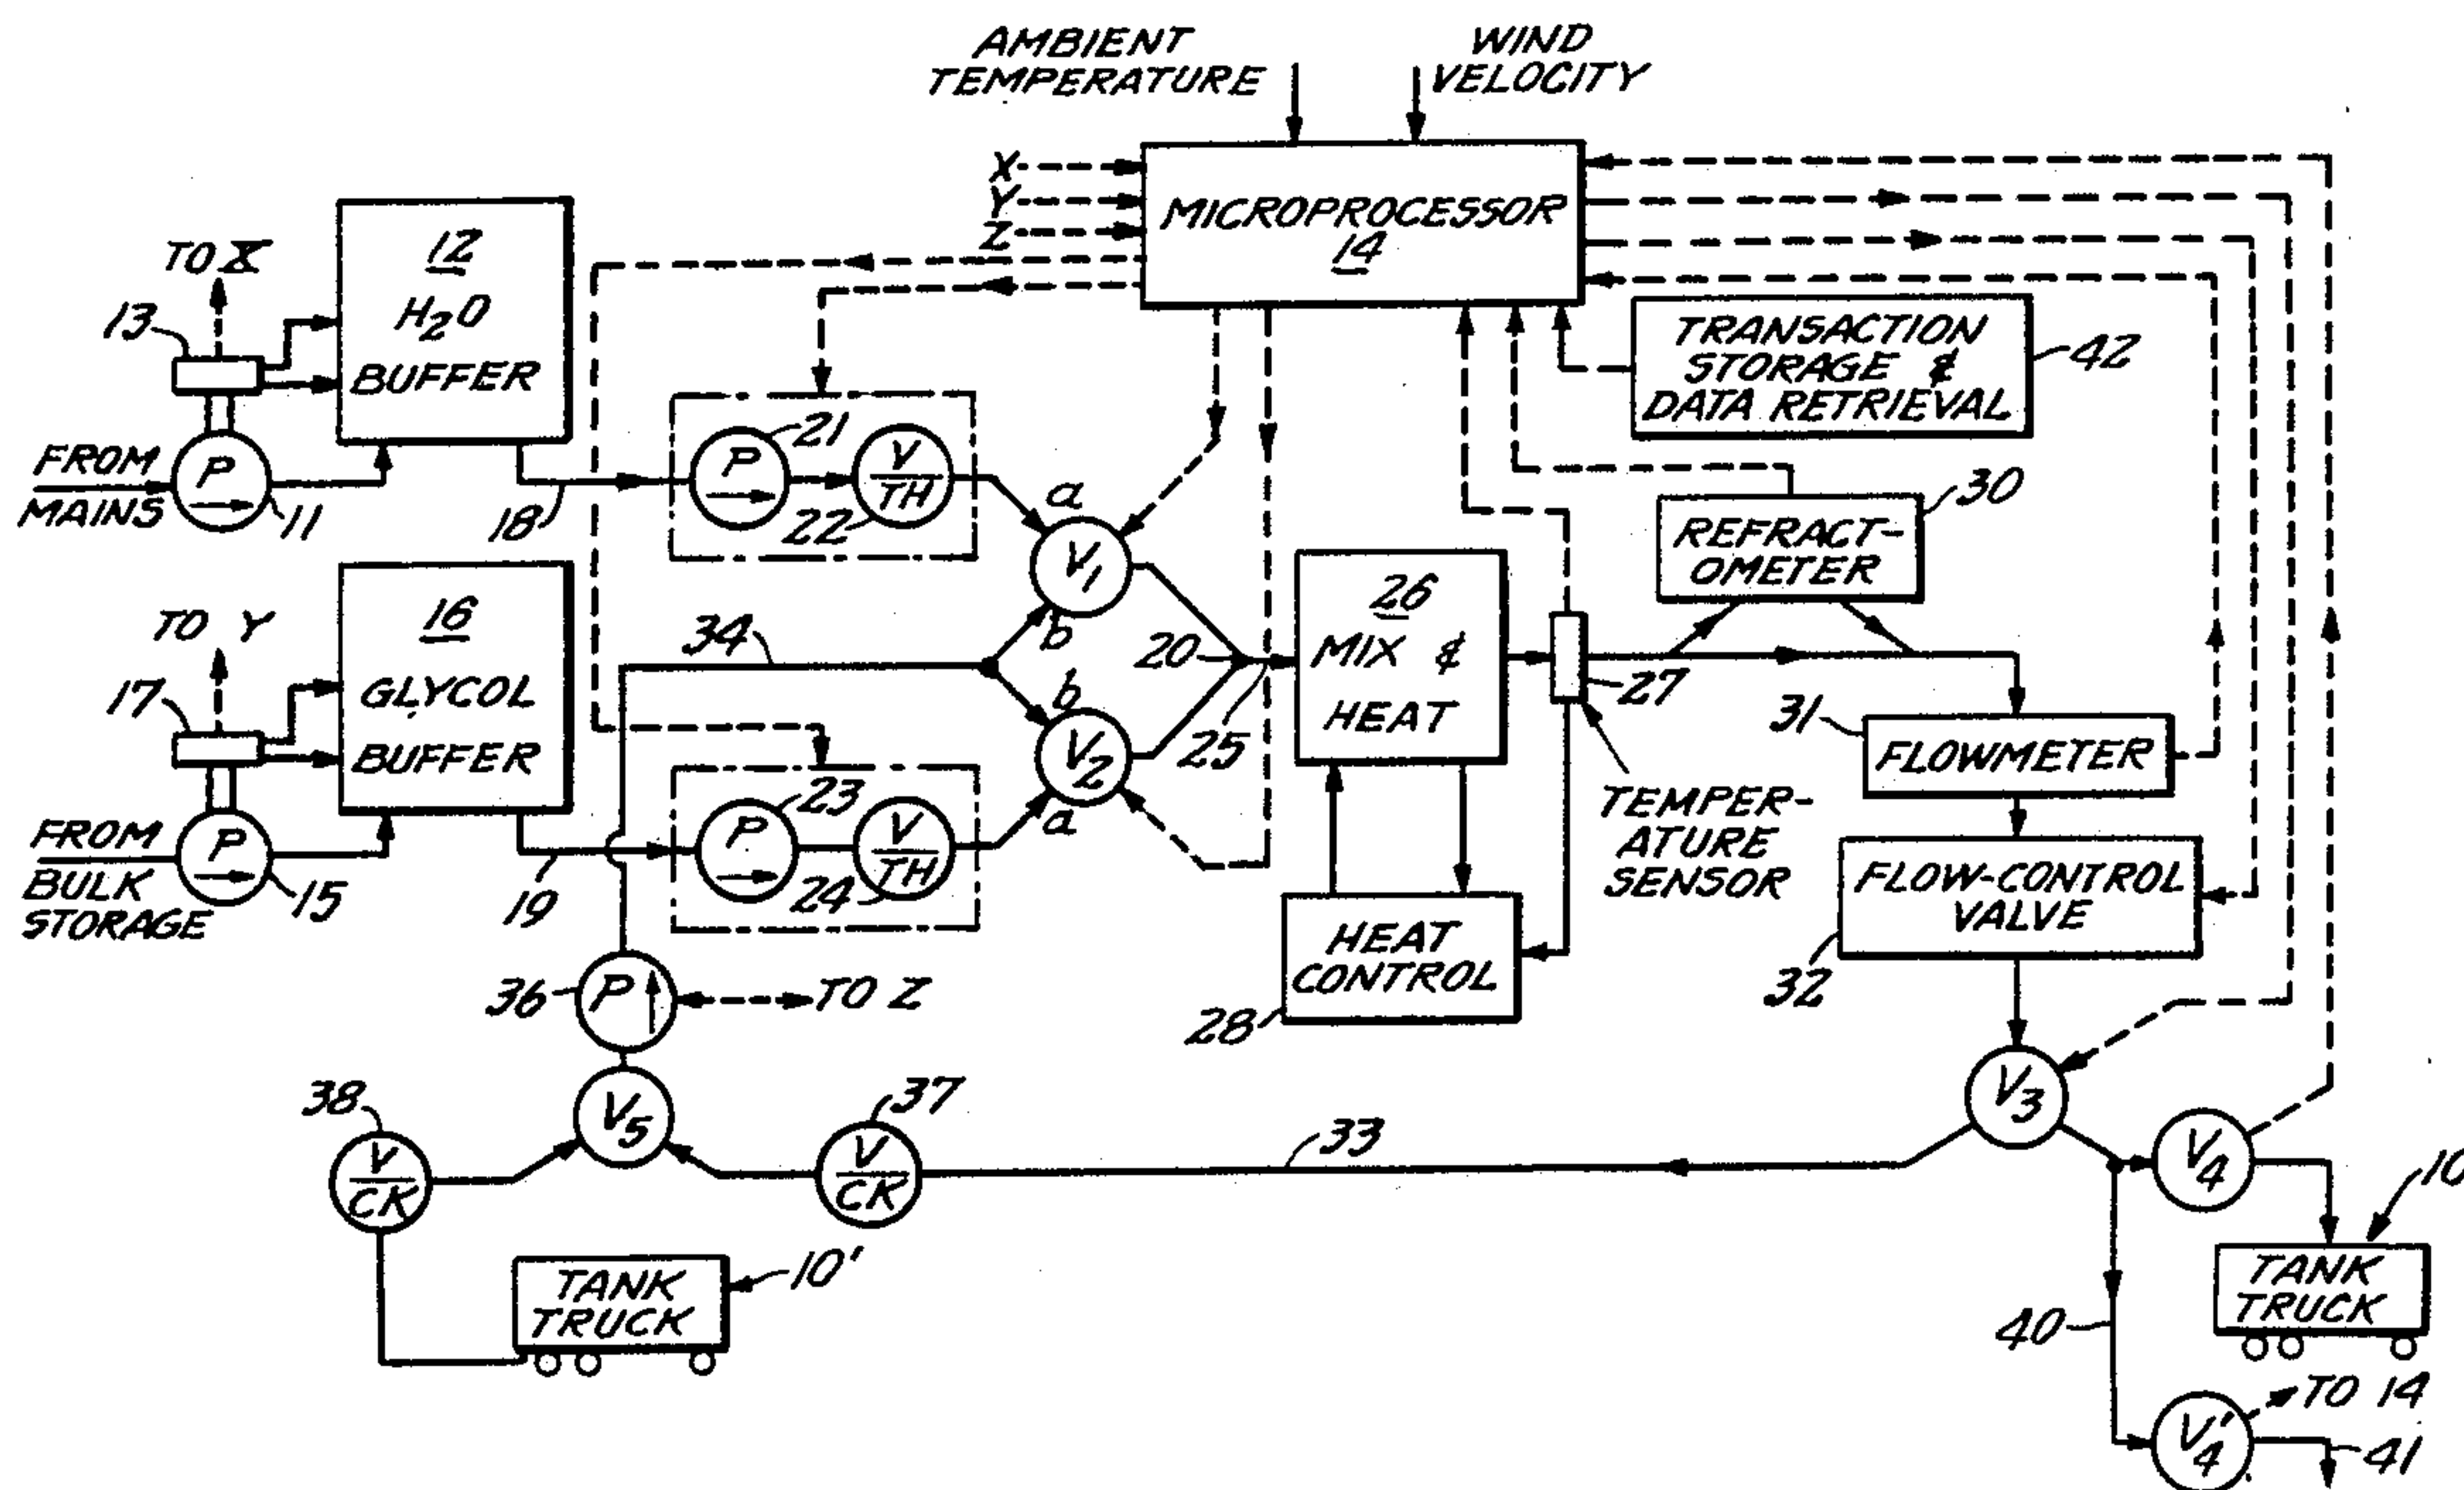 AMBIENT
TEMPERATURE
WIND
VELOCITY
X
Y
Z
MICROPROCESSOR
14
TO X
13
12
H2O
BUFFER
FROM
MAINS
P
11
18
P
21
V
TH
22
a
V1
b
TRANSACTION
STORAGE &
DATA RETRIEVAL
42
REFRACT-
OMETER
30
TO Y
17
16
GLYCOL
BUFFER
FROM
BULK
STORAGE
P
15
19
34
P
23
V
TH
24
b
V2
a
20
25
26
MIX &
HEAT
27
TEMPER-
ATURE
SENSOR
HEAT
CONTROL
28
31
FLOWMETER
FLOW-CONTROL
VALVE
32
36
P
TO Z
38
V
CK
V5
37
V
CK
33
V3
V4
10
TANK
TRUCK
10'
TANK
TRUCK
40
V4'
TO 14
41